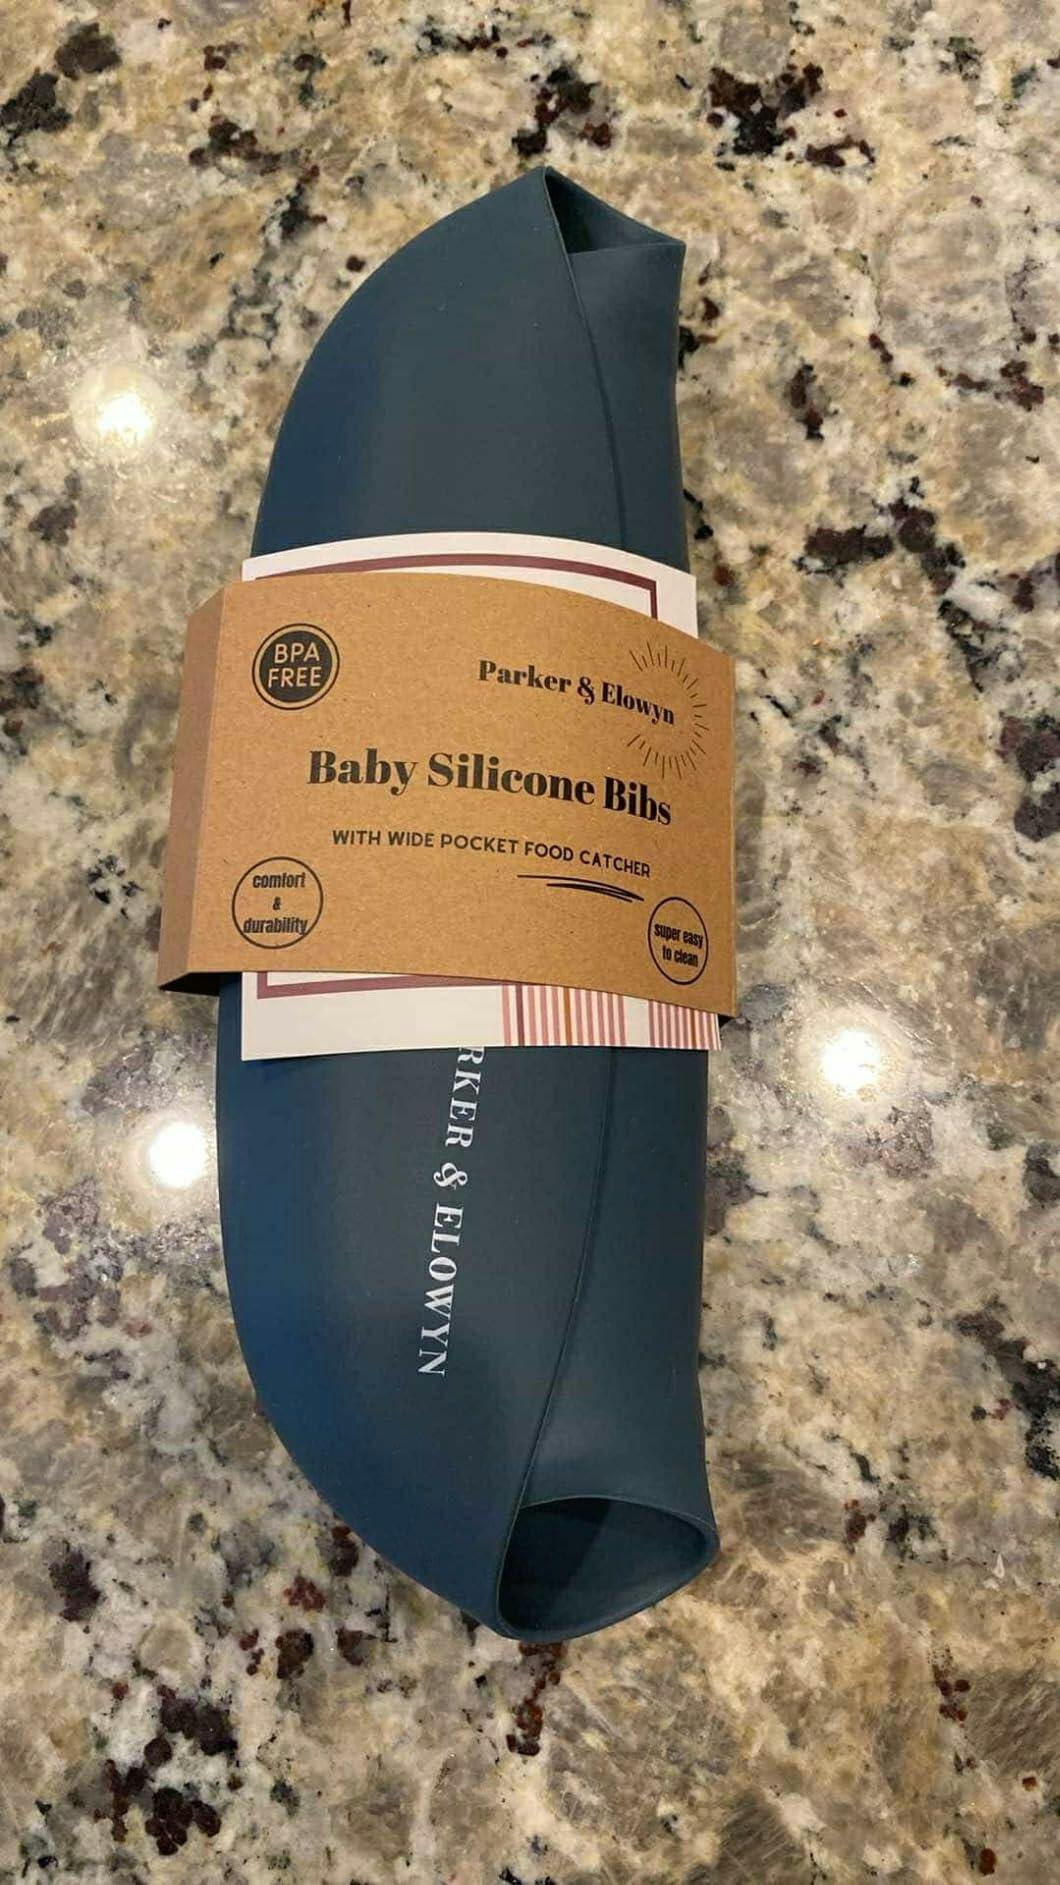 BPA
FREE
Parker & Elowyn
Baby Silicone Bibs
WITH WIDE POCKET FOOD CATCHER
comfort
&
durability
super easy
to clean
RKER & ELOWYN